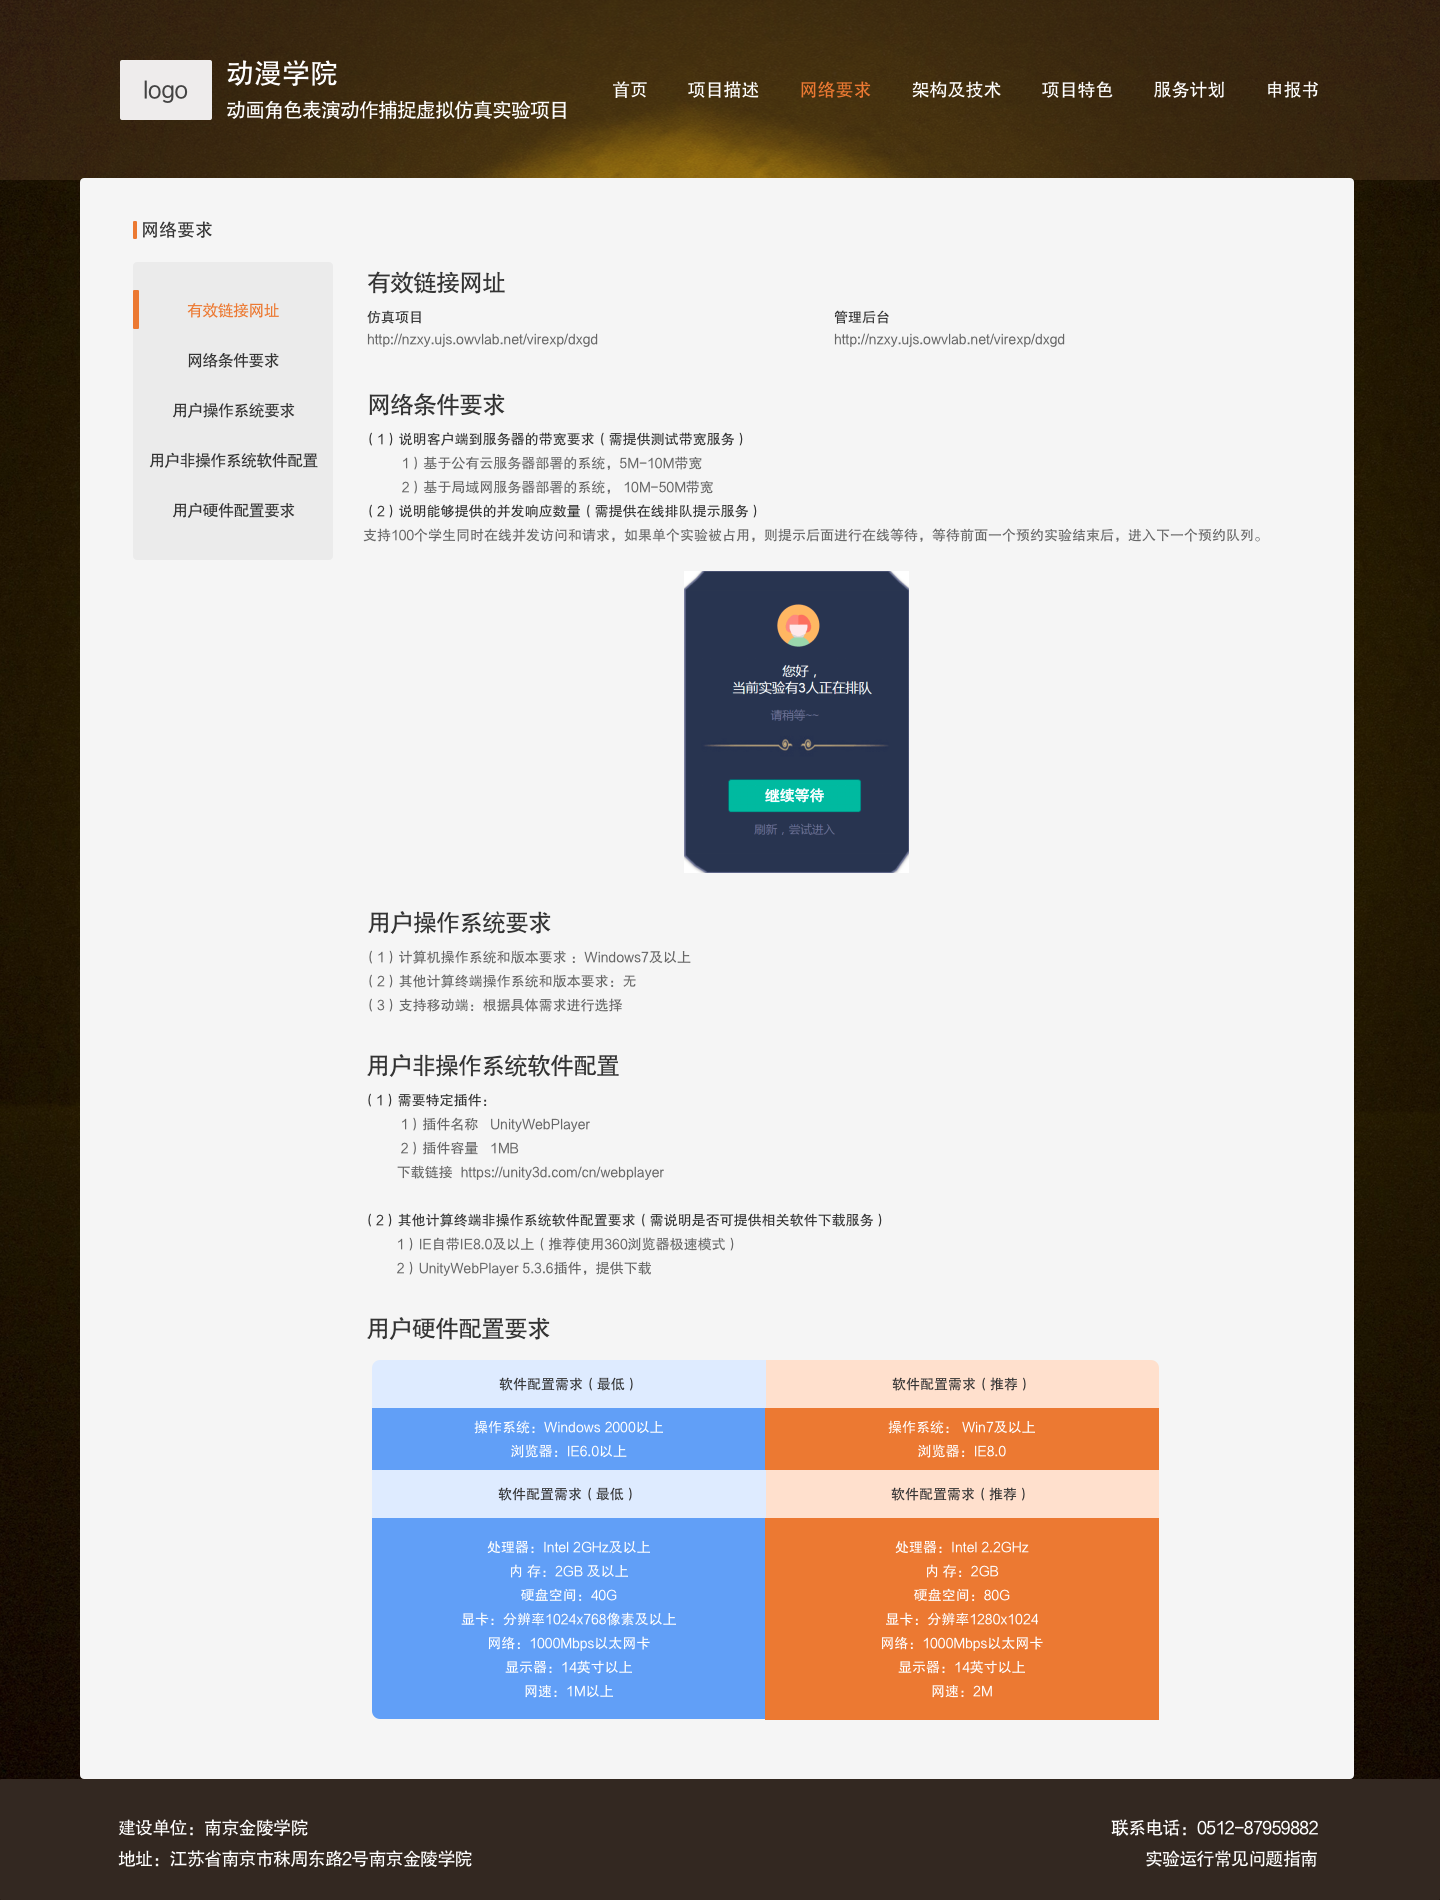 logo
动漫学院
动画角色表演动作捕捉虚拟仿真实验项目
首页 项目描述 网络要求 架构及技术 项目特色 服务计划 申报书
网络要求
有效链接网址
网络条件要求
用户操作系统要求
用户非操作系统软件配置
用户硬件配置要求
有效链接网址
仿真项目
http://nzxy.ujs.owvlab.net/virexp/dxgd
管理后台
http://nzxy.ujs.owvlab.net/virexp/dxgd
网络条件要求
（1）说明客户端到服务器的带宽要求（需提供测试带宽服务）
1）基于公有云服务器部署的系统，5M-10M带宽
2）基于局域网服务器部署的系统， 10M-50M带宽
（2）说明能够提供的并发响应数量（需提供在线排队提示服务）
支持100个学生同时在线并发访问和请求，如果单个实验被占用，则提示后面进行在线等待，等待前面一个预约实验结束后，进入下一个预约队列。
您好，
当前实验有3人正在排队
请稍等~~
继续等待
刷新，尝试进入
用户操作系统要求
（1）计算机操作系统和版本要求 ：Windows7及以上
（2）其他计算终端操作系统和版本要求：无
（3）支持移动端：根据具体需求进行选择
用户非操作系统软件配置
（1）需要特定插件：
1）插件名称 UnityWebPlayer
2）插件容量 1MB
下载链接 https://unity3d.com/cn/webplayer
（2）其他计算终端非操作系统软件配置要求（需说明是否可提供相关软件下载服务）
1）IE自带IE8.0及以上（推荐使用360浏览器极速模式）
2）UnityWebPlayer 5.3.6插件，提供下载
用户硬件配置要求
软件配置需求（最低） 软件配置需求（推荐）
操作系统：Windows 2000以上 操作系统： Win7及以上
浏览器：IE6.0以上 浏览器：IE8.0
软件配置需求（最低） 软件配置需求（推荐）
处理器：Intel 2GHz及以上 处理器：Intel 2.2GHz
内 存：2GB 及以上 内 存：2GB
硬盘空间：40G 硬盘空间：80G
显卡：分辨率1024x768像素及以上 显卡：分辨率1280x1024
网络：1000Mbps以太网卡 网络：1000Mbps以太网卡
显示器：14英寸以上 显示器：14英寸以上
网速：1M以上 网速：2M
建设单位：南京金陵学院
地址：江苏省南京市秣周东路2号南京金陵学院
联系电话：0512-87959882
实验运行常见问题指南